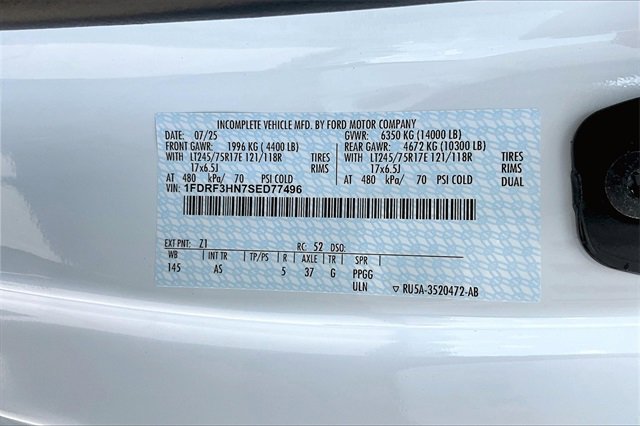 INCOMPLETE VEHICLE MFD. BY FORD MOTOR COMPANY
DATE: 07/25 GVWR: 6350 KG (14000 LB)
FRONT GAWR: 1996 KG ( 4400 LB) REAR GAWR: 4672 KG (10300 LB)
WITH LT245/75R17E 121/118R TIRES WITH LT245/75R17E 121/118R TIRES
17x6.5J RIMS 17x6.5J RIMS
AT 480 kPa/ 70 PSI COLD AT 480 kPa/ 70 PSI COLD DUAL
VIN: 1FDRF3HN7SED77496
EXT PNT: Z1 RC: 52 DSO:
WB INT TR TP/PS R AXLE TR SPR
145 AS 5 37 G PPGG
ULN ▽ RU5A-3520472-AB